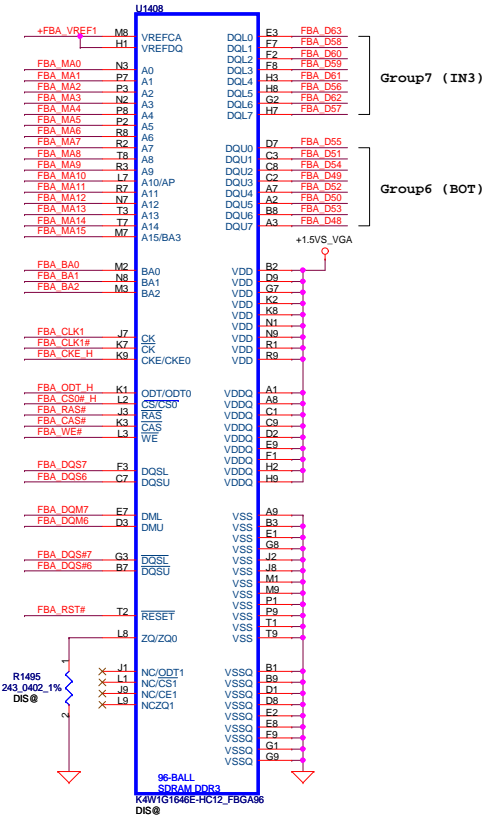 U1408
+FBA_VREF1 M8 VREFCA DQL0 E3 FBA_D63
H1 VREFDQ DQL1 F7 FBA_D58
DQL2 F2 FBA_D60
FBA_MA0 N3 A0 DQL3 F8 FBA_D59
FBA_MA1 P7 A1 DQL4 H3 FBA_D61
Group7 (IN3)
FBA_MA2 P3 A2 DQL5 H8 FBA_D56
FBA_MA3 N2 A3 DQL6 G2 FBA_D62
FBA_MA4 P8 A4 DQL7 H7 FBA_D57
FBA_MA5 P2 A5
FBA_MA6 R8 A6
FBA_MA7 R2 A7 DQU0 D7 FBA_D55
FBA_MA8 T8 A8 DQU1 C3 FBA_D51
FBA_MA9 R3 A9 DQU2 C8 FBA_D54
FBA_MA10 L7 A10/AP DQU3 C2 FBA_D49
FBA_MA11 R7 A11 DQU4 A7 FBA_D52
Group6 (BOT)
FBA_MA12 N7 A12 DQU5 A2 FBA_D50
FBA_MA13 T3 A13 DQU6 B8 FBA_D53
FBA_MA14 T7 A14 DQU7 A3 FBA_D48
FBA_MA15 M7 A15/BA3
+1.5VS_VGA
FBA_BA0 M2 BA0 VDD B2
FBA_BA1 N8 BA1 VDD D9
FBA_BA2 M3 BA2 VDD G7
VDD K2
VDD K8
VDD N1
FBA_CLK1 J7 CK VDD N9
FBA_CLK1# K7 CK VDD R1
FBA_CKE_H K9 CKE/CKE0 VDD R9
FBA_ODT_H K1 ODT/ODT0 VDDQ A1
FBA_CS0#_H L2 CS/CS0 VDDQ A8
FBA_RAS# J3 RAS VDDQ C1
FBA_CAS# K3 CAS VDDQ C9
FBA_WE# L3 WE VDDQ D2
VDDQ E9
VDDQ F1
FBA_DQS7 F3 DQSL VDDQ H2
FBA_DQS6 C7 DQSU VDDQ H9
FBA_DQM7 E7 DML VSS A9
FBA_DQM6 D3 DMU VSS B3
VSS E1
VSS G8
FBA_DQS#7 G3 DQSL VSS J2
FBA_DQS#6 B7 DQSU VSS J8
VSS M1
VSS M9
VSS P1
FBA_RST# T2 RESET VSS P9
VSS T1
L8 ZQ/ZQ0 VSS T9
1
J1 NC/ODT1 VSSQ B1
R1495
L1 NC/CS1 VSSQ B9
243_0402_1%
J9 NC/CE1 VSSQ D1
DIS@
L9 NCZQ1 VSSQ D8
2
VSSQ E2
VSSQ E8
VSSQ F9
VSSQ G1
VSSQ G9
96-BALL
SDRAM DDR3
K4W1G1646E-HC12_FBGA96
DIS@